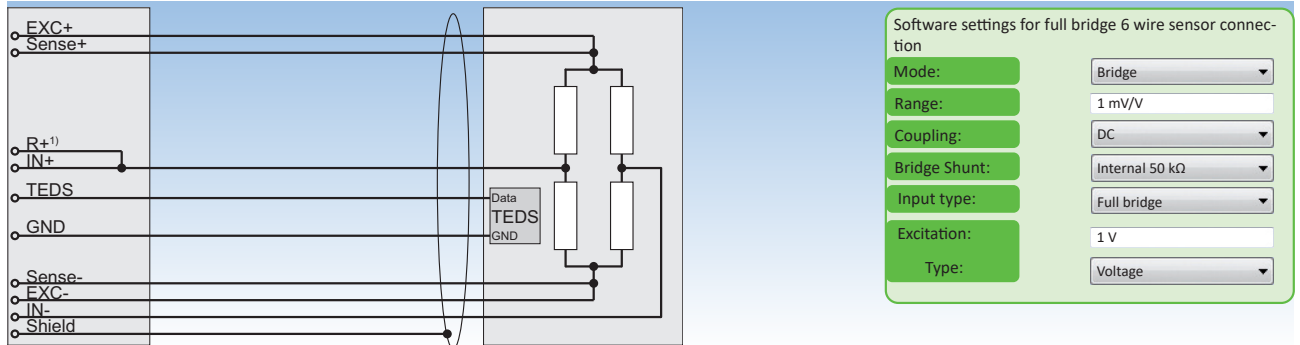 EXC+
Sense+
R+1)
IN+
TEDS
GND
Sense-
EXC-
IN-
Shield
Data
TEDS
GND
Software settings for full bridge 6 wire sensor connec-
tion
Mode: Bridge
Range: 1 mV/V
Coupling: DC
Bridge Shunt: Internal 50 kΩ
Input type: Full bridge
Excitation: 1 V
Type: Voltage